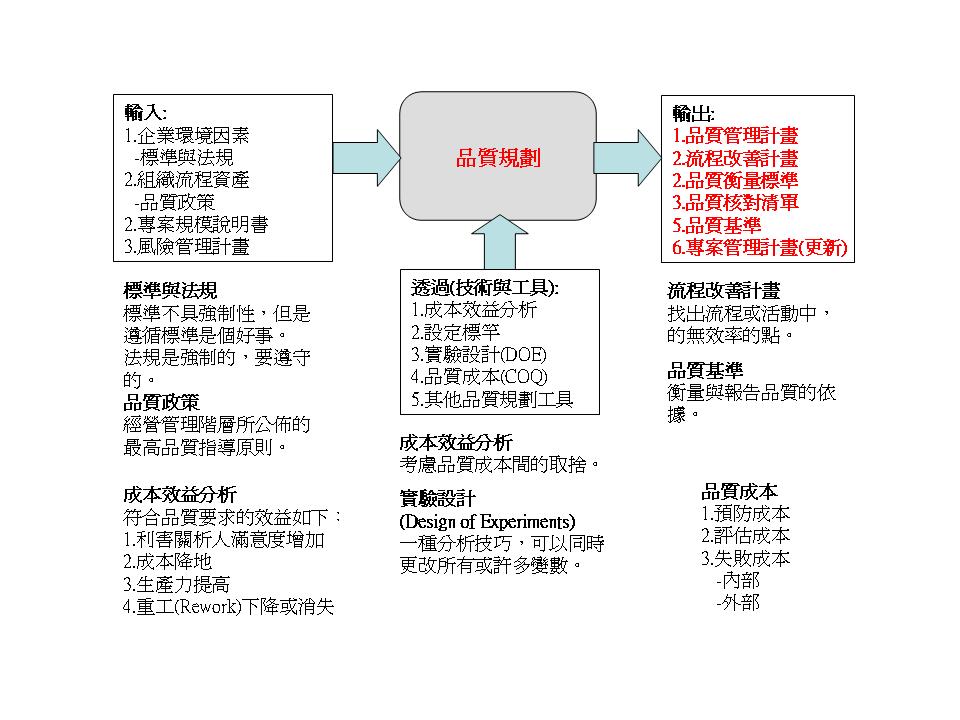 輸入:
1.企業環境因素
-標準與法規
2.組織流程資產
-品質政策
2.專案規模說明書
3.風險管理計畫
品質規劃
輸出:
1.品質管理計畫
2.流程改善計畫
2.品質衡量標準
3.品質核對清單
5.品質基準
6.專案管理計畫(更新)
透過(技術與工具):
1.成本效益分析
2.設定標竿
3.實驗設計(DOE)
4.品質成本(COQ)
5.其他品質規劃工具
標準與法規
標準不具強制性，但是
遵循標準是個好事。
法規是強制的，要遵守
的。
品質政策
經營管理階層所公佈的
最高品質指導原則。
成本效益分析
符合品質要求的效益如下：
1.利害關析人滿意度增加
2.成本降地
3.生產力提高
4.重工(Rework)下降或消失
成本效益分析
考慮品質成本間的取捨。
實驗設計
(Design of Experiments)
一種分析技巧，可以同時
更改所有或許多變數。
流程改善計畫
找出流程或活動中，
的無效率的點。
品質基準
衡量與報告品質的依
據。
品質成本
1.預防成本
2.評估成本
3.失敗成本
-內部
-外部